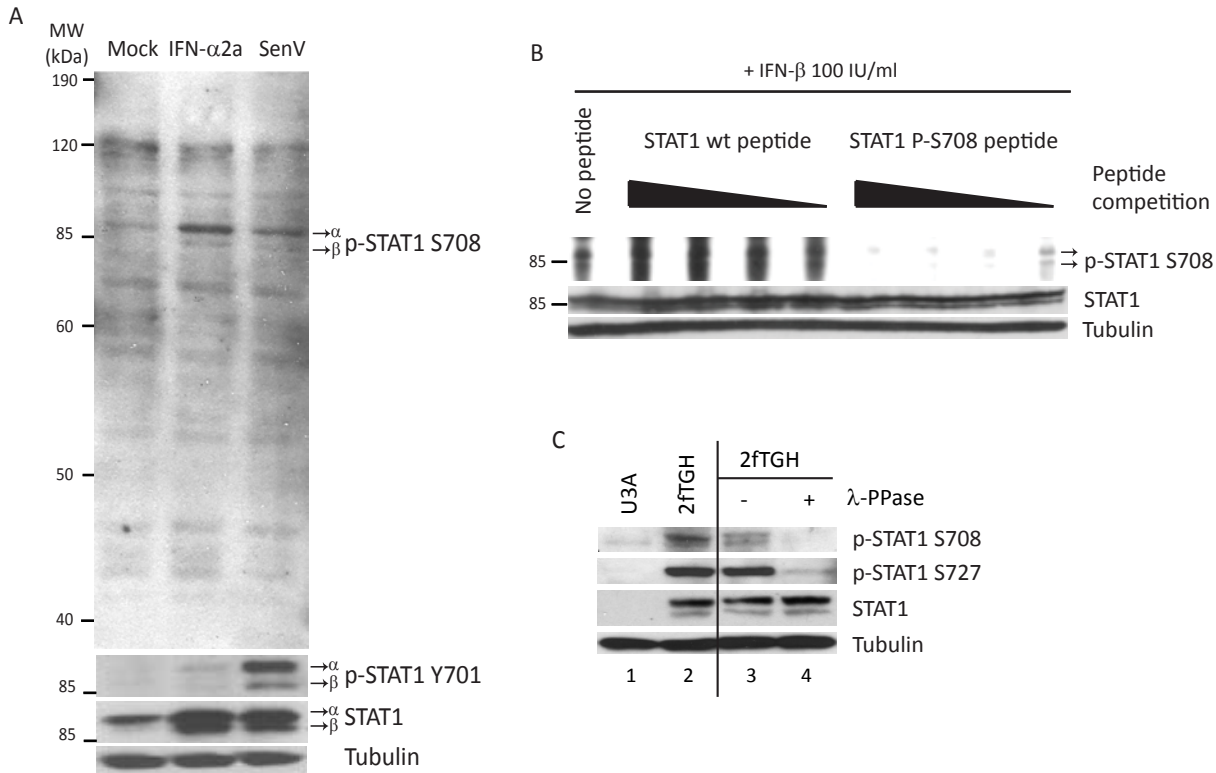 A
MW
(kDa)
Mock IFN-α2a SenV
190
120
85
60
50
40
→α
→β
p-STAT1 S708
85
→α
→β
p-STAT1 Y701
85
→α
→β
STAT1
Tubulin
B
+ IFN-β 100 IU/ml
No peptide
STAT1 wt peptide
STAT1 P-S708 peptide
Peptide
competition
85
→
→
p-STAT1 S708
85
STAT1
Tubulin
C
U3A
2fTGH
2fTGH
- + λ-PPase
p-STAT1 S708
p-STAT1 S727
STAT1
Tubulin
1 2 3 4